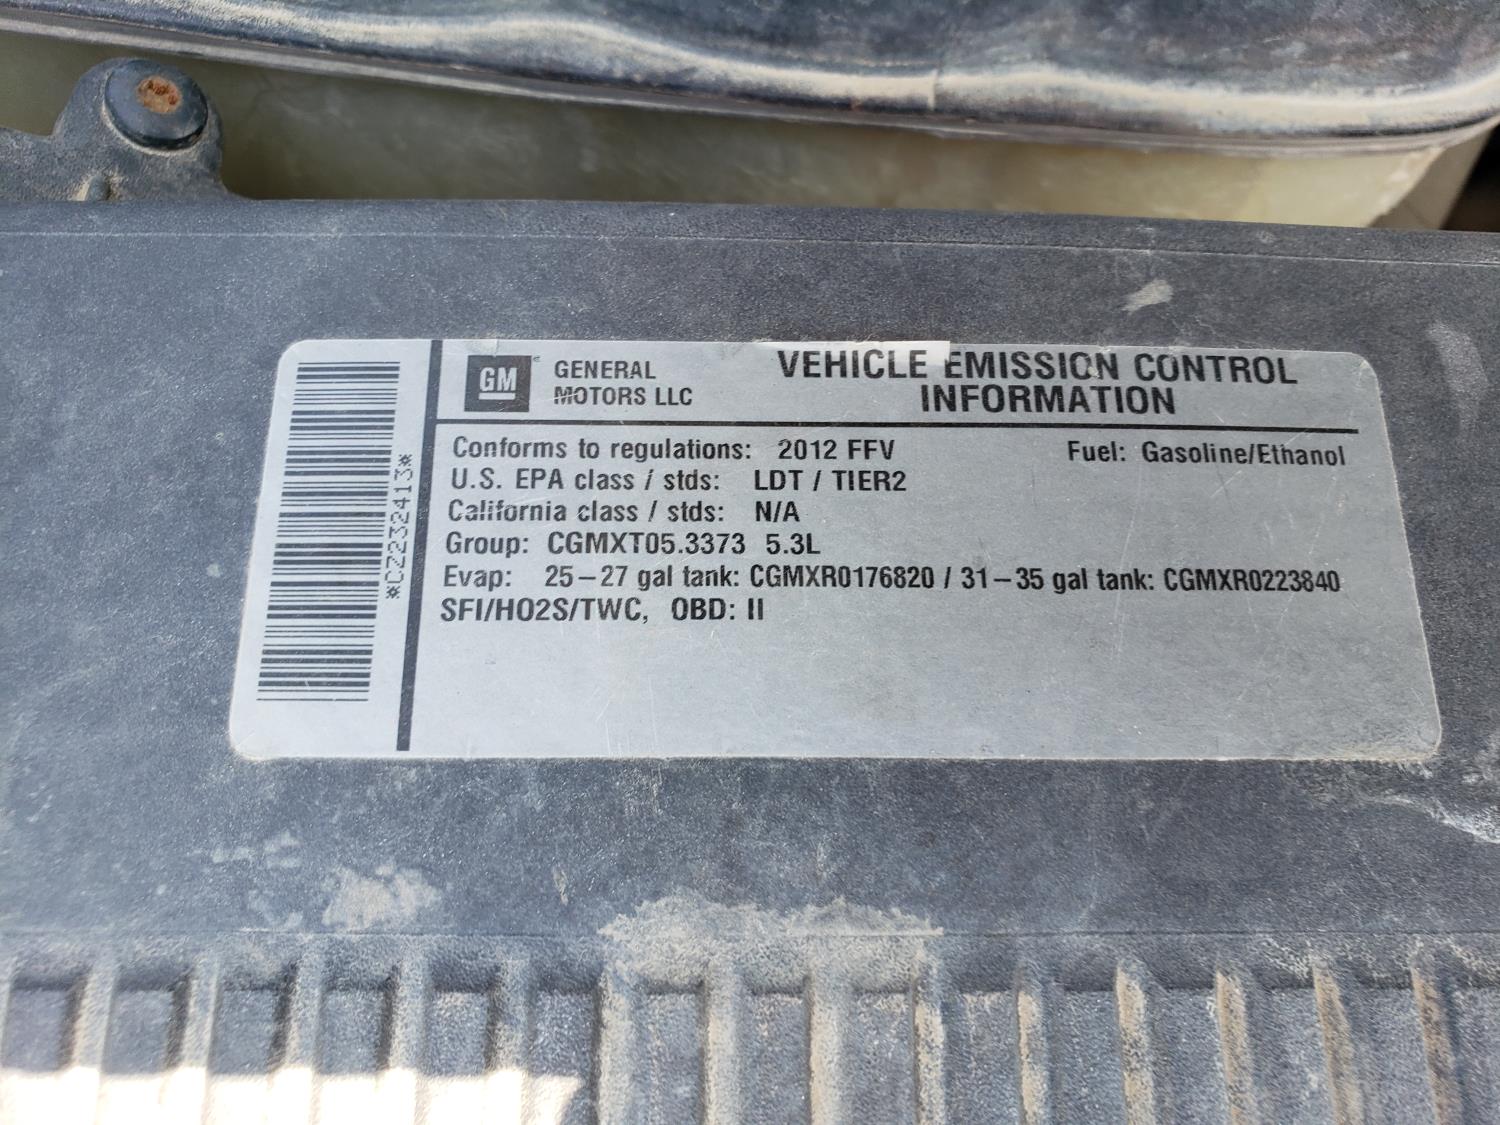 GM
GENERAL
MOTORS LLC
VEHICLE EMISSION CONTROL
INFORMATION
Conforms to regulations: 2012 FFV Fuel: Gasoline/Ethanol
U.S. EPA class / stds: LDT / TIER2
California class / stds: N/A
Group: CGMXT05.3373 5.3L
Evap: 25–27 gal tank: CGMXR0176820 / 31–35 gal tank: CGMXR0223840
SFI/HO2S/TWC, OBD: II
*CZ232413*